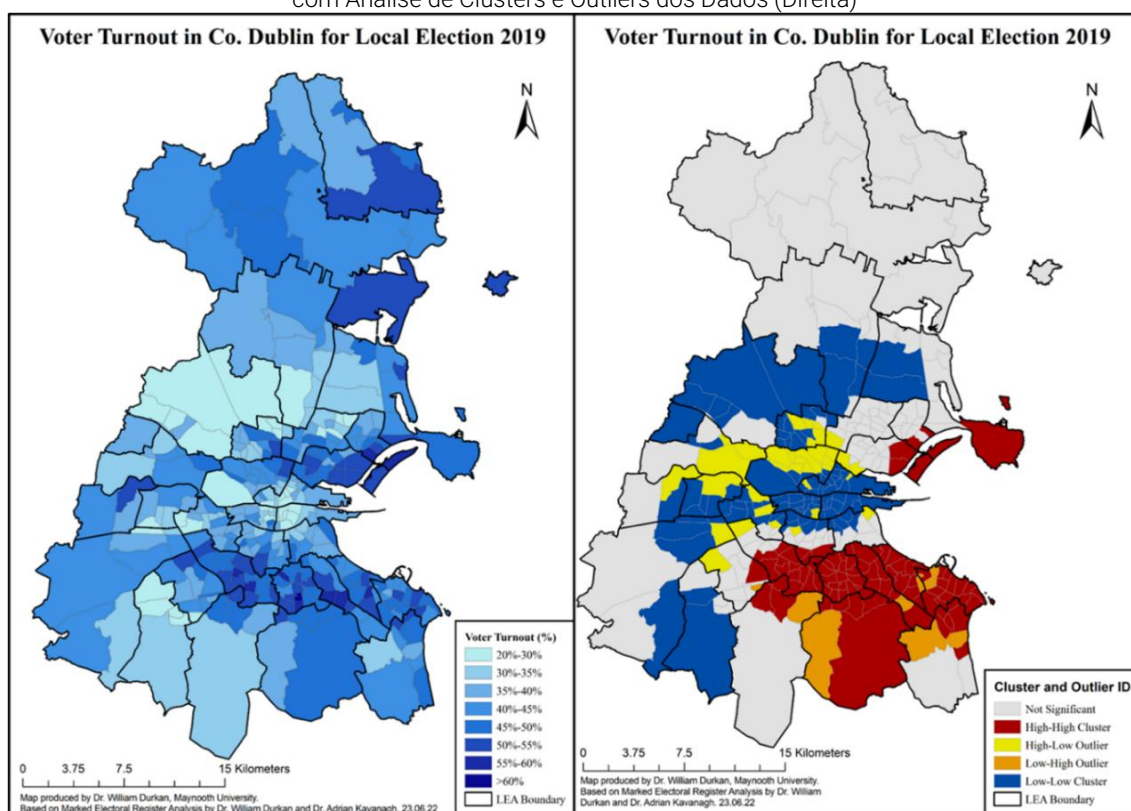 com Análise de Clusters e Outliers dos Dados (Direita)
Voter Turnout in Co. Dublin for Local Election 2019
N
Voter Turnout (%)
20%-30%
30%-35%
35%-40%
40%-45%
45%-50%
50%-55%
55%-60%
>60%
LEA Boundary
0 3.75 7.5 15 Kilometers
Map produced by Dr. William Durkan, Maynooth University.
Based on Marked Electoral Register Analysis by Dr. William Durkan and Dr. Adrian Kavanagh, 23.06.22
Voter Turnout in Co. Dublin for Local Election 2019
N
Cluster and Outlier ID
Not Significant
High-High Cluster
High-Low Outlier
Low-High Outlier
Low-Low Cluster
LEA Boundary
0 3.75 7.5 15 Kilometers
Map produced by Dr. William Durkan, Maynooth University.
Based on Marked Electoral Register Analysis by Dr. William
Durkan and Dr. Adrian Kavanagh, 23.06.22